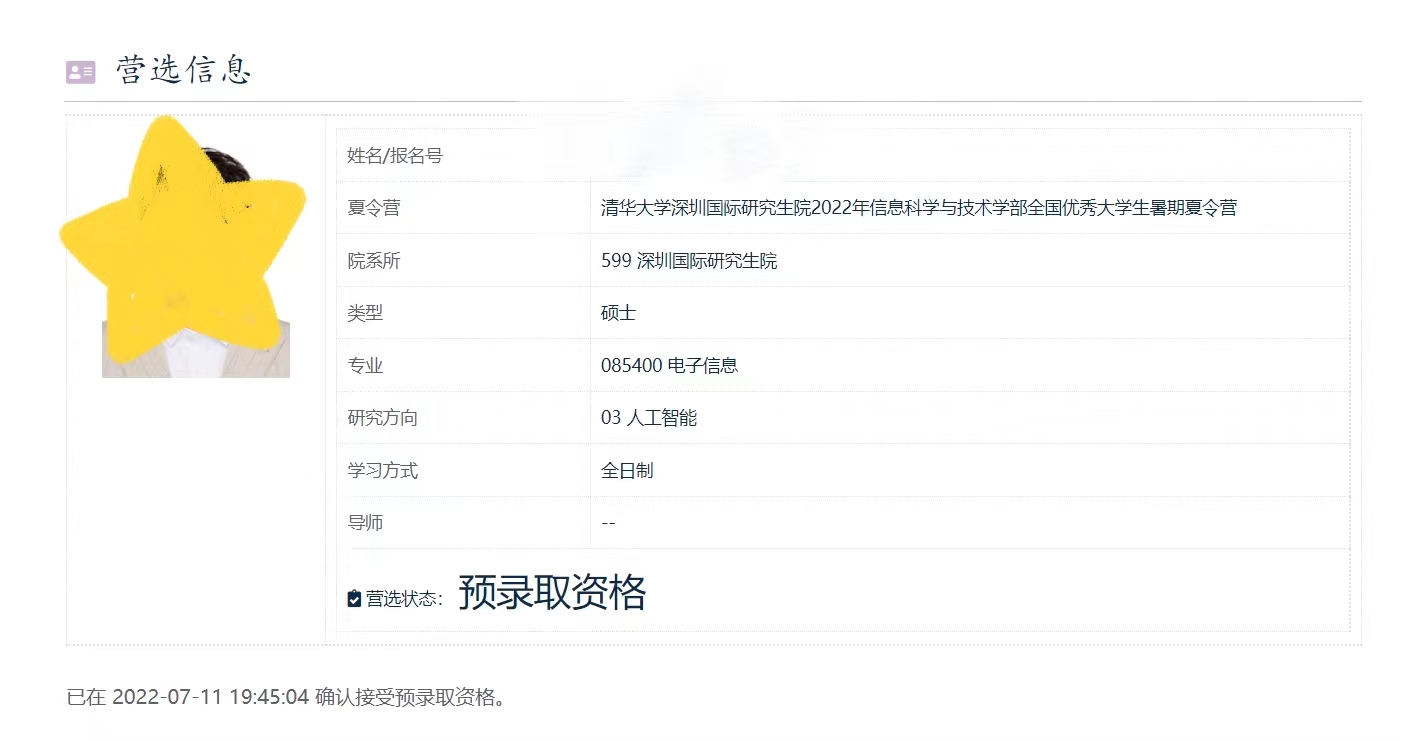 营选信息
姓名/报名号
夏令营 清华大学深圳国际研究生院2022年信息科学与技术学部全国优秀大学生暑期夏令营
院系所 599 深圳国际研究生院
类型 硕士
专业 085400 电子信息
研究方向 03 人工智能
学习方式 全日制
导师 --
营选状态： 预录取资格
已在 2022-07-11 19:45:04 确认接受预录取资格。